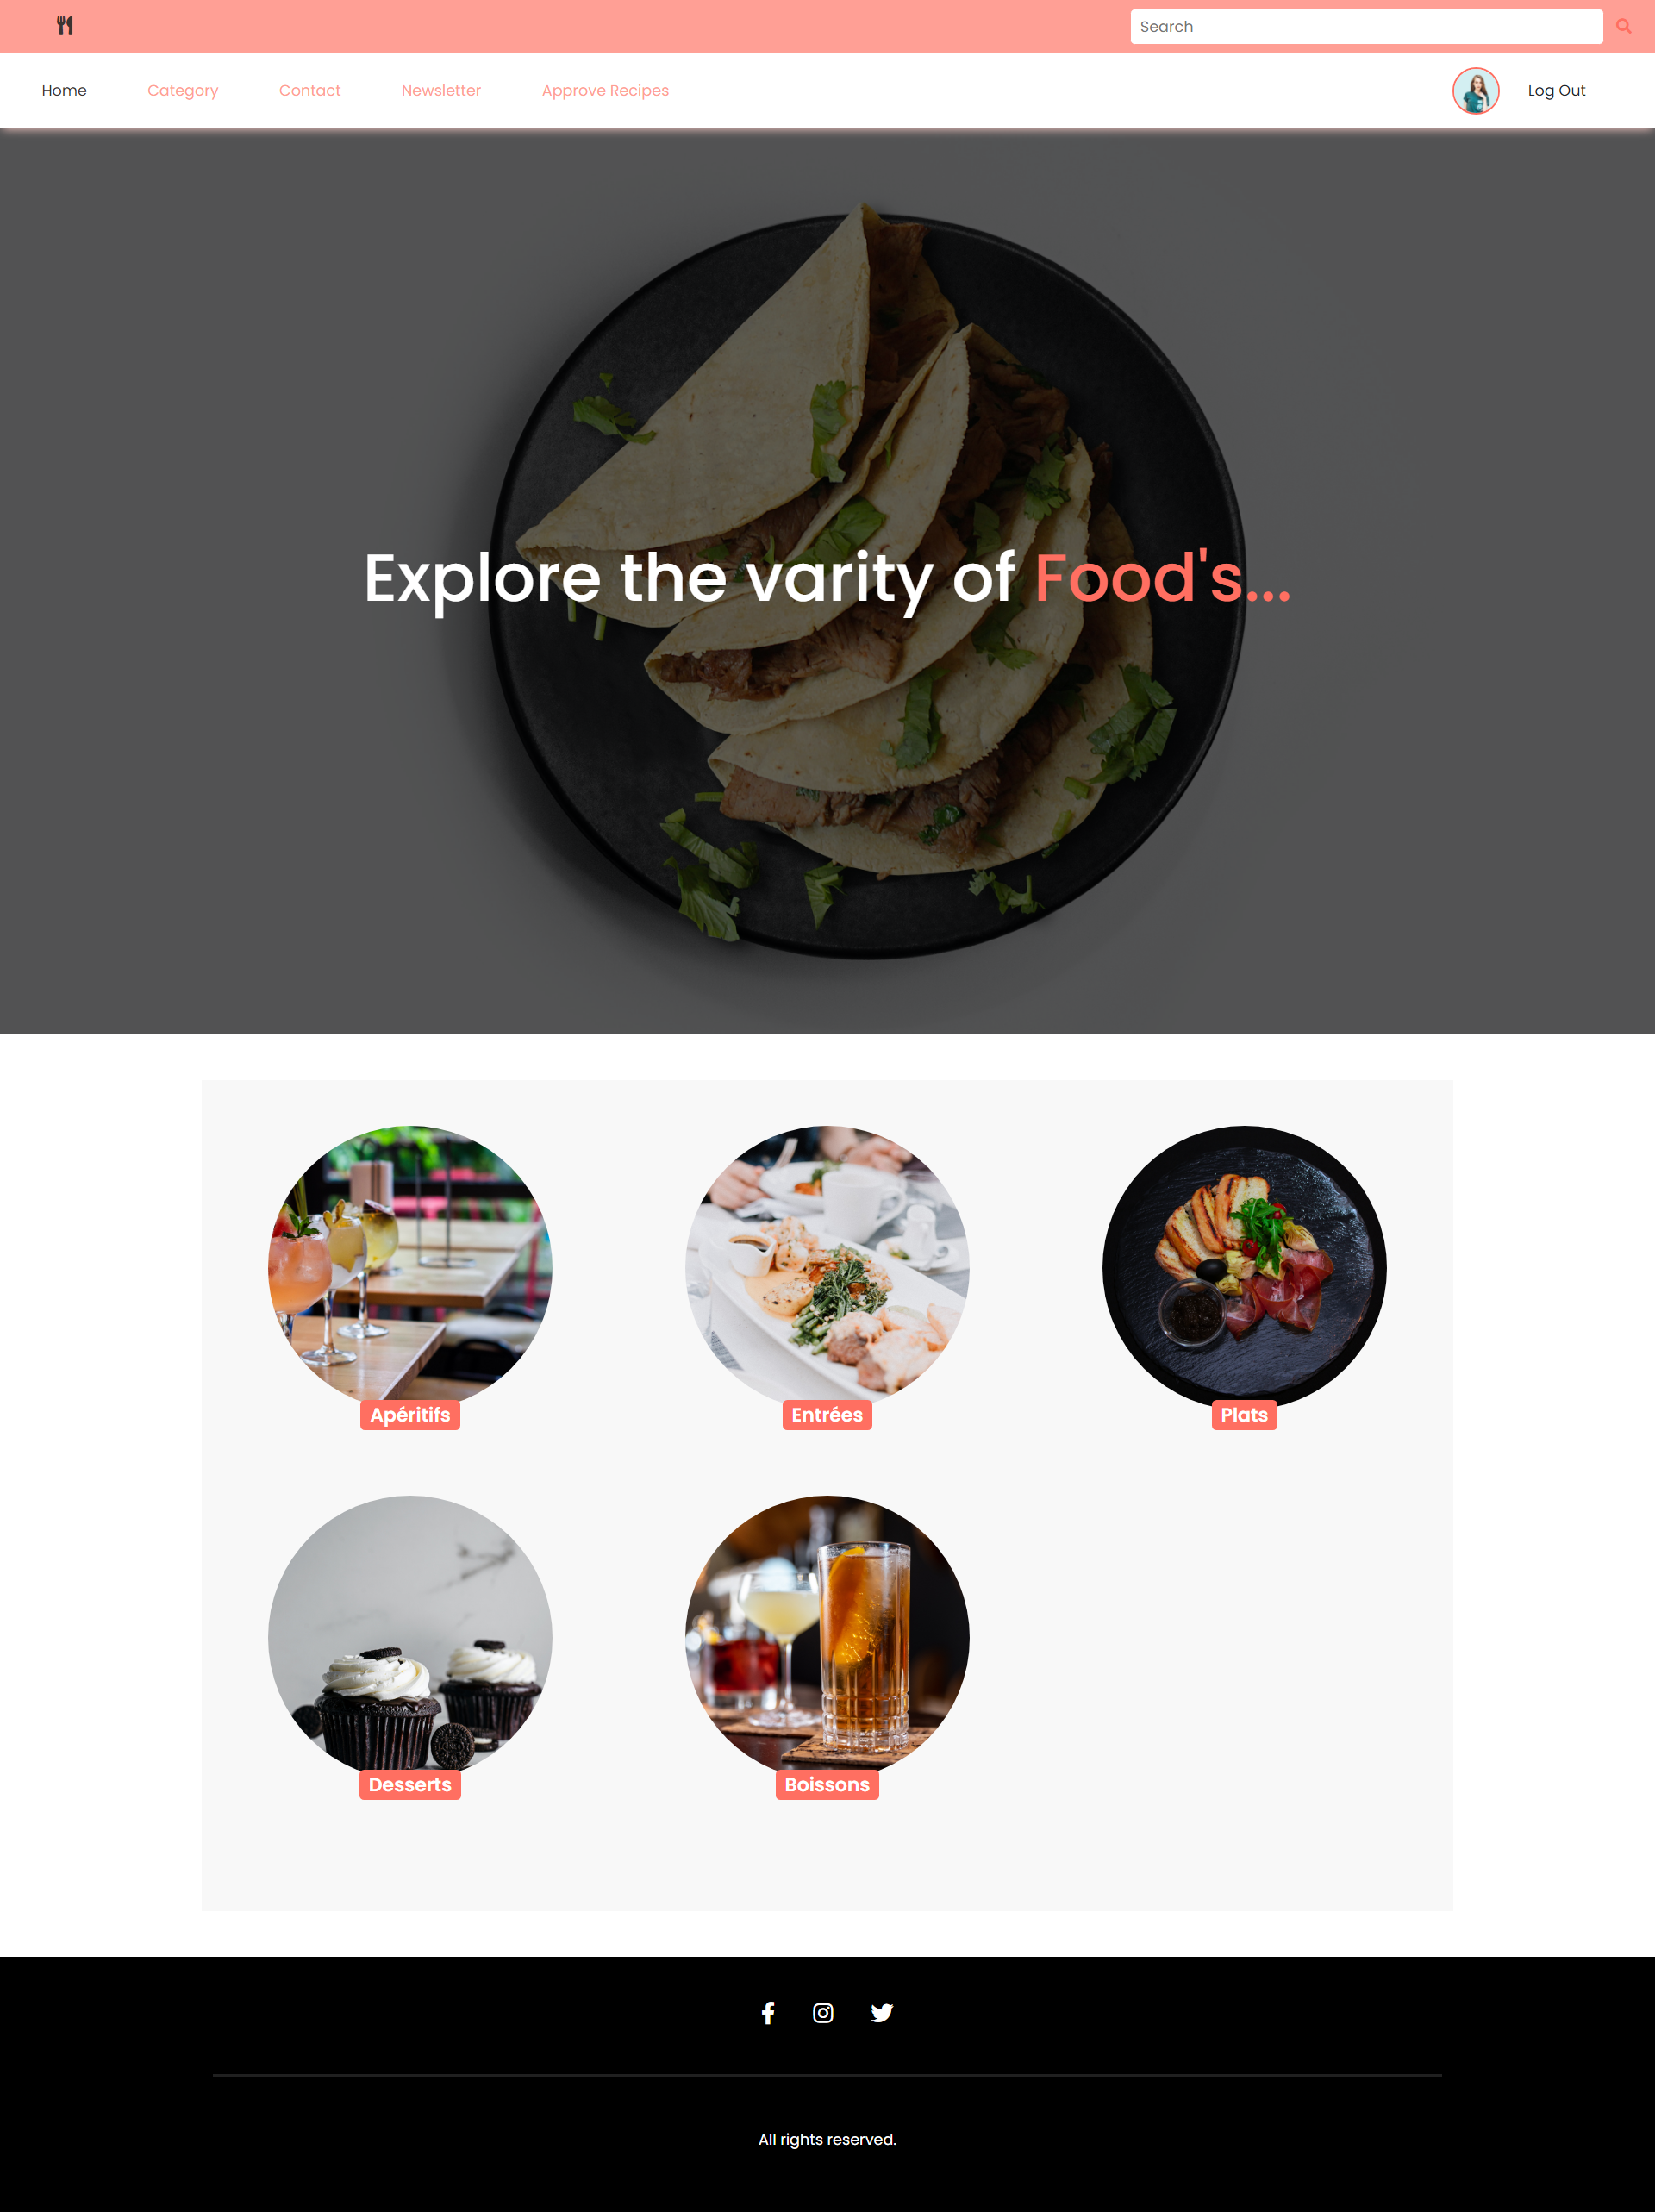 Search
Home Category Contact Newsletter Approve Recipes Log Out
Explore the varity of Food's...
Apéritifs Entrées Plats
Desserts Boissons
All rights reserved.